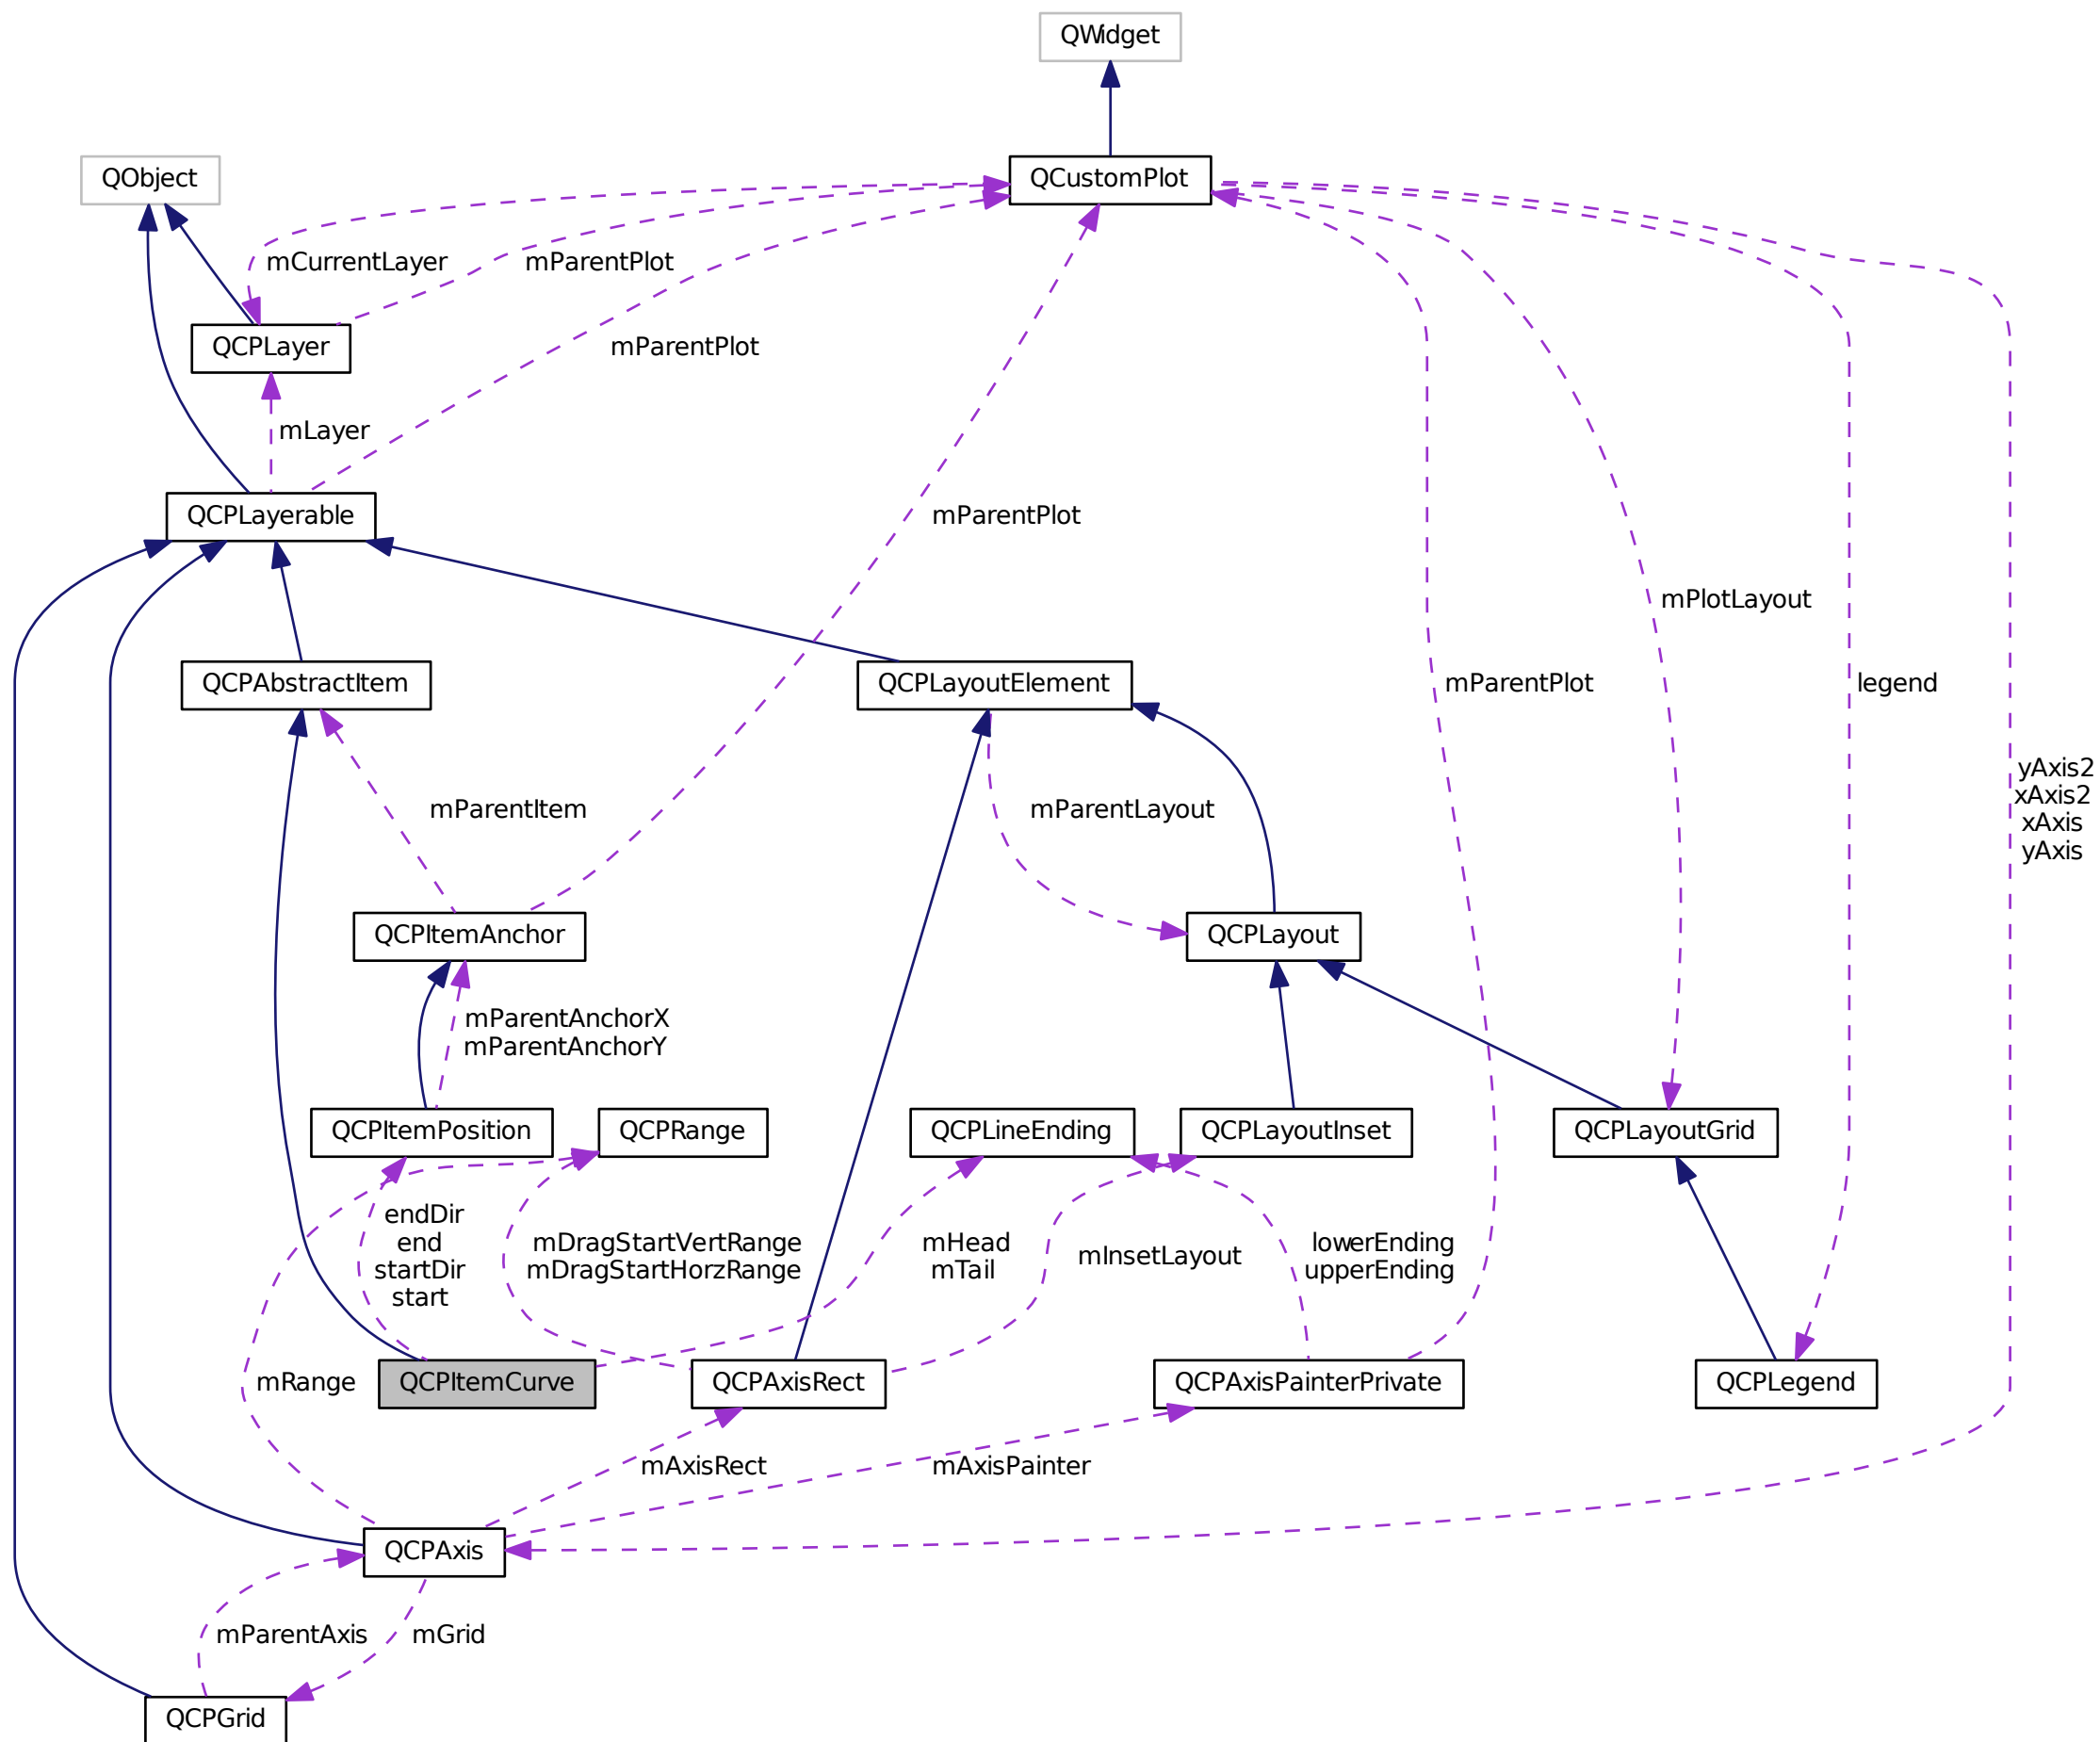 QWidget
QObject
QCustomPlot
mCurrentLayer
mParentPlot
QCPLayer
mParentPlot
mLayer
QCPLayerable
mParentPlot
mPlotLayout
QCPAbstractItem
QCPLayoutElement
mParentPlot
legend
yAxis2
xAxis2
xAxis
yAxis
mParentItem
mParentLayout
QCPItemAnchor
QCPLayout
mParentAnchorX
mParentAnchorY
QCPItemPosition
QCPRange
QCPLineEnding
QCPLayoutInset
QCPLayoutGrid
endDir
end
startDir
start
mDragStartVertRange
mDragStartHorzRange
mHead
mTail
mInsetLayout
lowerEnding
upperEnding
mRange
QCPItemCurve
QCPAxisRect
QCPAxisPainterPrivate
QCPLegend
mAxisRect
mAxisPainter
QCPAxis
mParentAxis
mGrid
QCPGrid